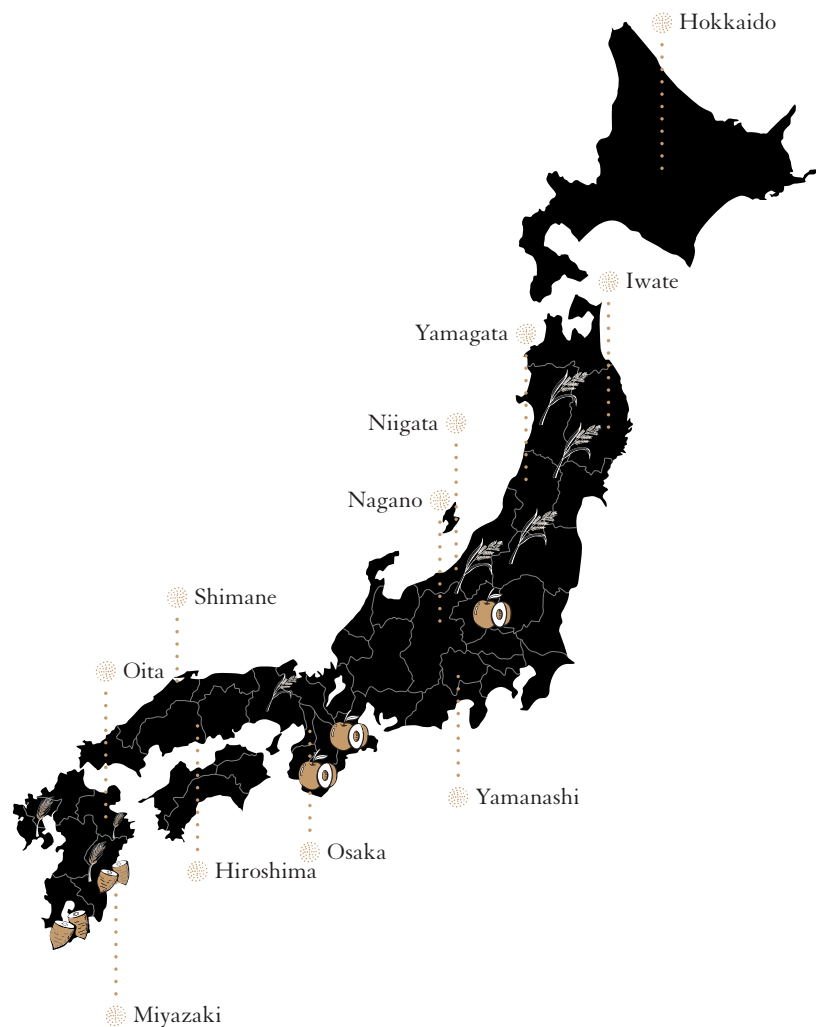 Hokkaido
Iwate
Yamagata
Niigata
Nagano
Shimane
Oita
Yamanashi
Osaka
Hiroshima
Miyazaki